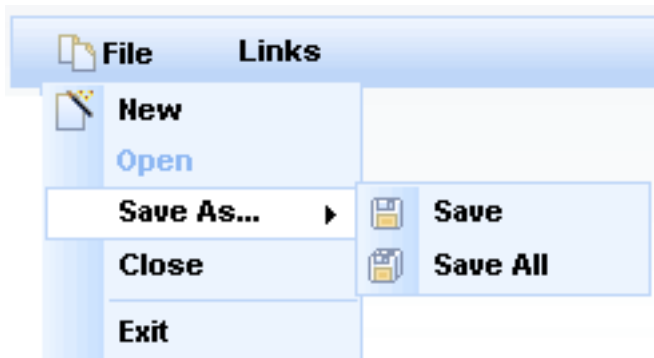 File Links
New
Open
Save As... Save
Close Save All
Exit